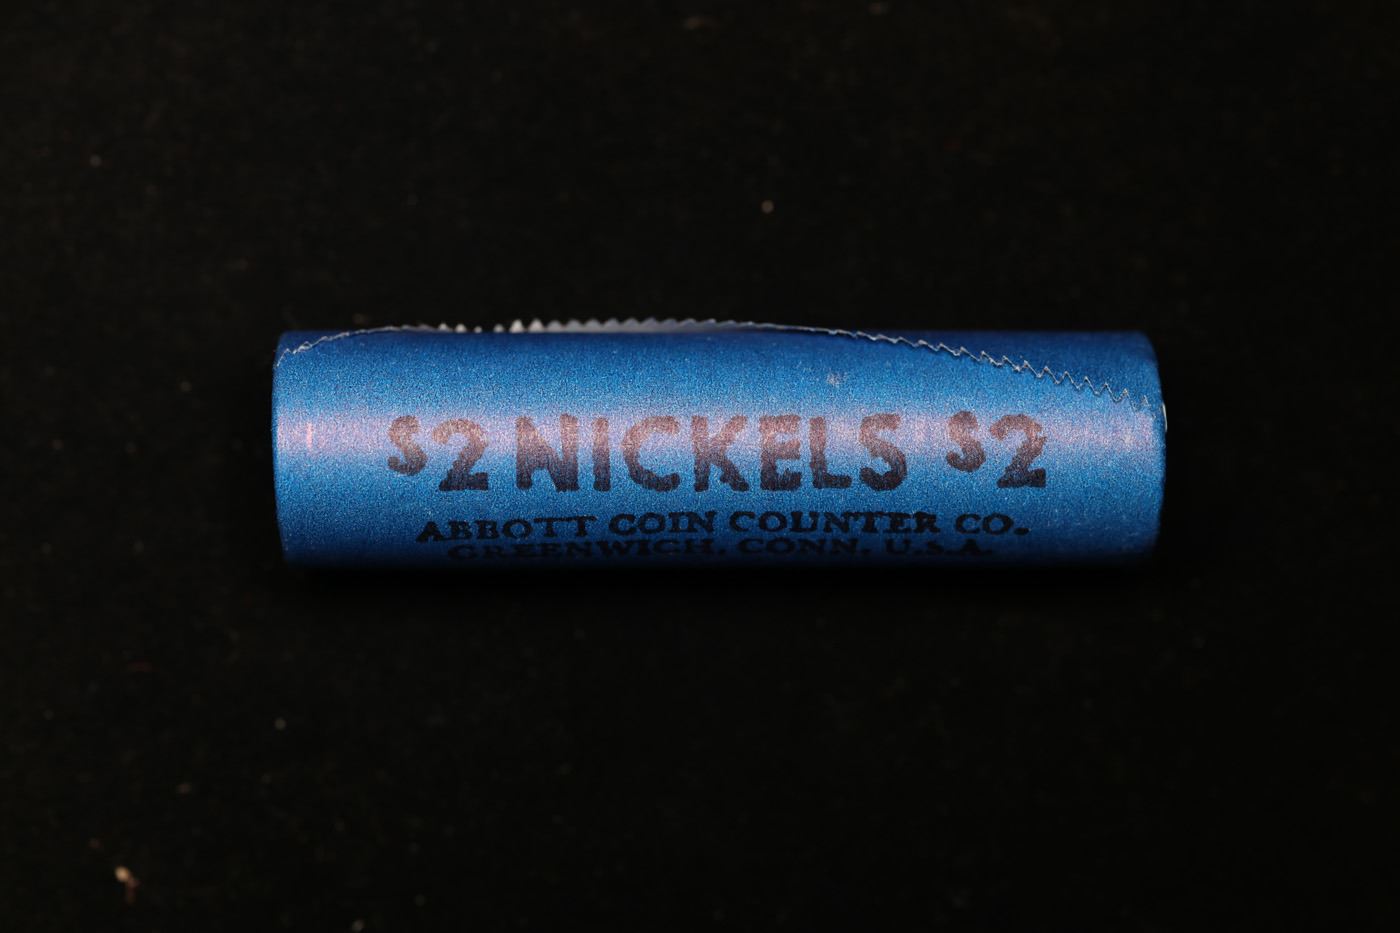 $2 NICKELS $2
ABBOTT COIN COUNTER CO.
GREENWICH, CONN. U.S.A.